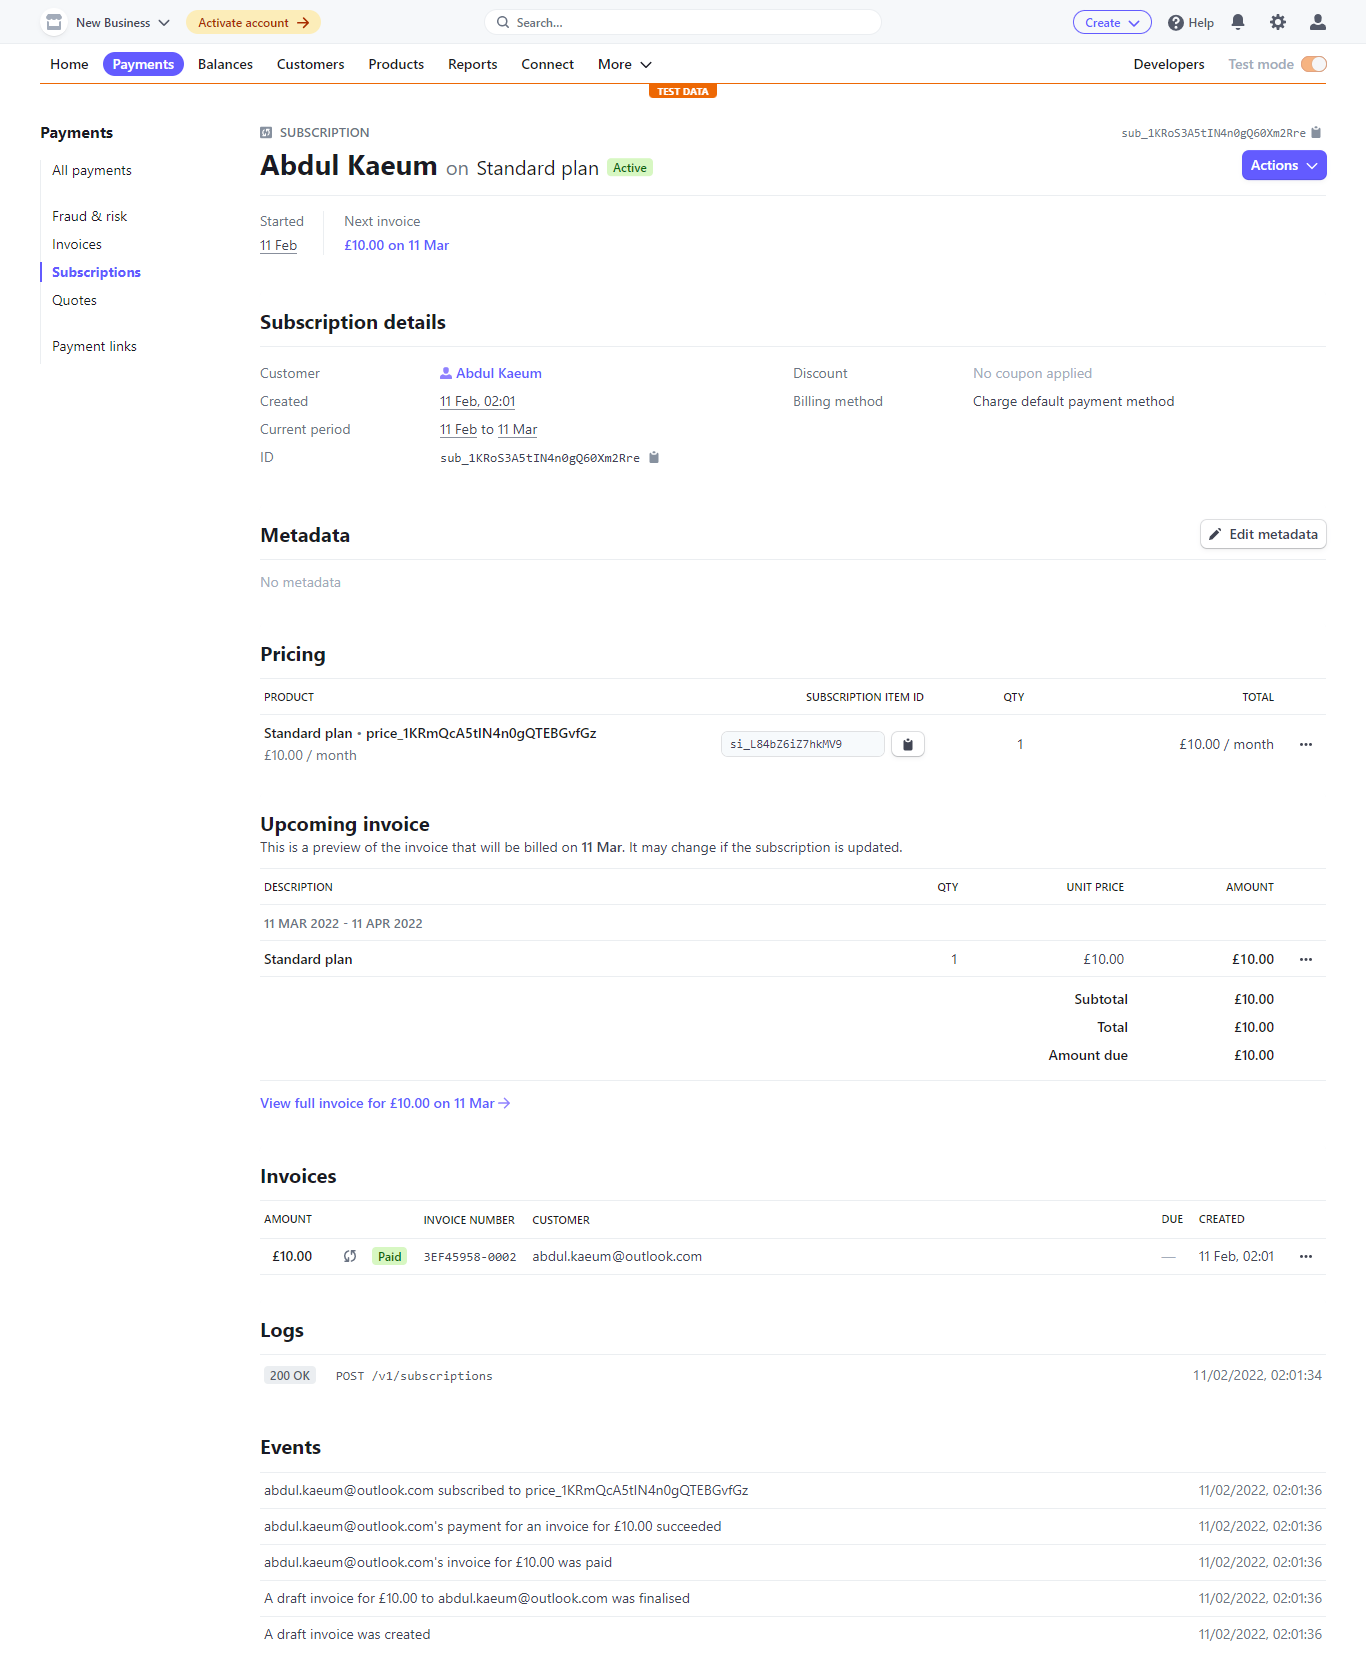 New Business
Activate account →
Search...
Create
Help
Home
Payments
Balances
Customers
Products
Reports
Connect
More
Developers
Test mode
TEST DATA
Payments
All payments
Fraud & risk
Invoices
Subscriptions
Quotes
Payment links
SUBSCRIPTION
sub_1KRoS3A5tIN4n0gQ60Xm2Rre
Abdul Kaeum on Standard plan Active
Actions
Started
11 Feb
Next invoice
£10.00 on 11 Mar
Subscription details
Customer Abdul Kaeum
Created 11 Feb, 02:01
Current period 11 Feb to 11 Mar
ID sub_1KRoS3A5tIN4n0gQ60Xm2Rre
Discount No coupon applied
Billing method Charge default payment method
Metadata
Edit metadata
No metadata
Pricing
PRODUCT SUBSCRIPTION ITEM ID QTY TOTAL
Standard plan • price_1KRmQcA5tIN4n0gQTEBGvfGz
£10.00 / month
si_L84bZ6iZ7hkMV9 1 £10.00 / month
Upcoming invoice
This is a preview of the invoice that will be billed on 11 Mar. It may change if the subscription is updated.
DESCRIPTION QTY UNIT PRICE AMOUNT
11 MAR 2022 - 11 APR 2022
Standard plan 1 £10.00 £10.00
Subtotal £10.00
Total £10.00
Amount due £10.00
View full invoice for £10.00 on 11 Mar →
Invoices
AMOUNT INVOICE NUMBER CUSTOMER DUE CREATED
£10.00 Paid 3EF45958-0002 abdul.kaeum@outlook.com — 11 Feb, 02:01
Logs
200 OK POST /v1/subscriptions 11/02/2022, 02:01:34
Events
abdul.kaeum@outlook.com subscribed to price_1KRmQcA5tIN4n0gQTEBGvfGz 11/02/2022, 02:01:36
abdul.kaeum@outlook.com's payment for an invoice for £10.00 succeeded 11/02/2022, 02:01:36
abdul.kaeum@outlook.com's invoice for £10.00 was paid 11/02/2022, 02:01:36
A draft invoice for £10.00 to abdul.kaeum@outlook.com was finalised 11/02/2022, 02:01:36
A draft invoice was created 11/02/2022, 02:01:36